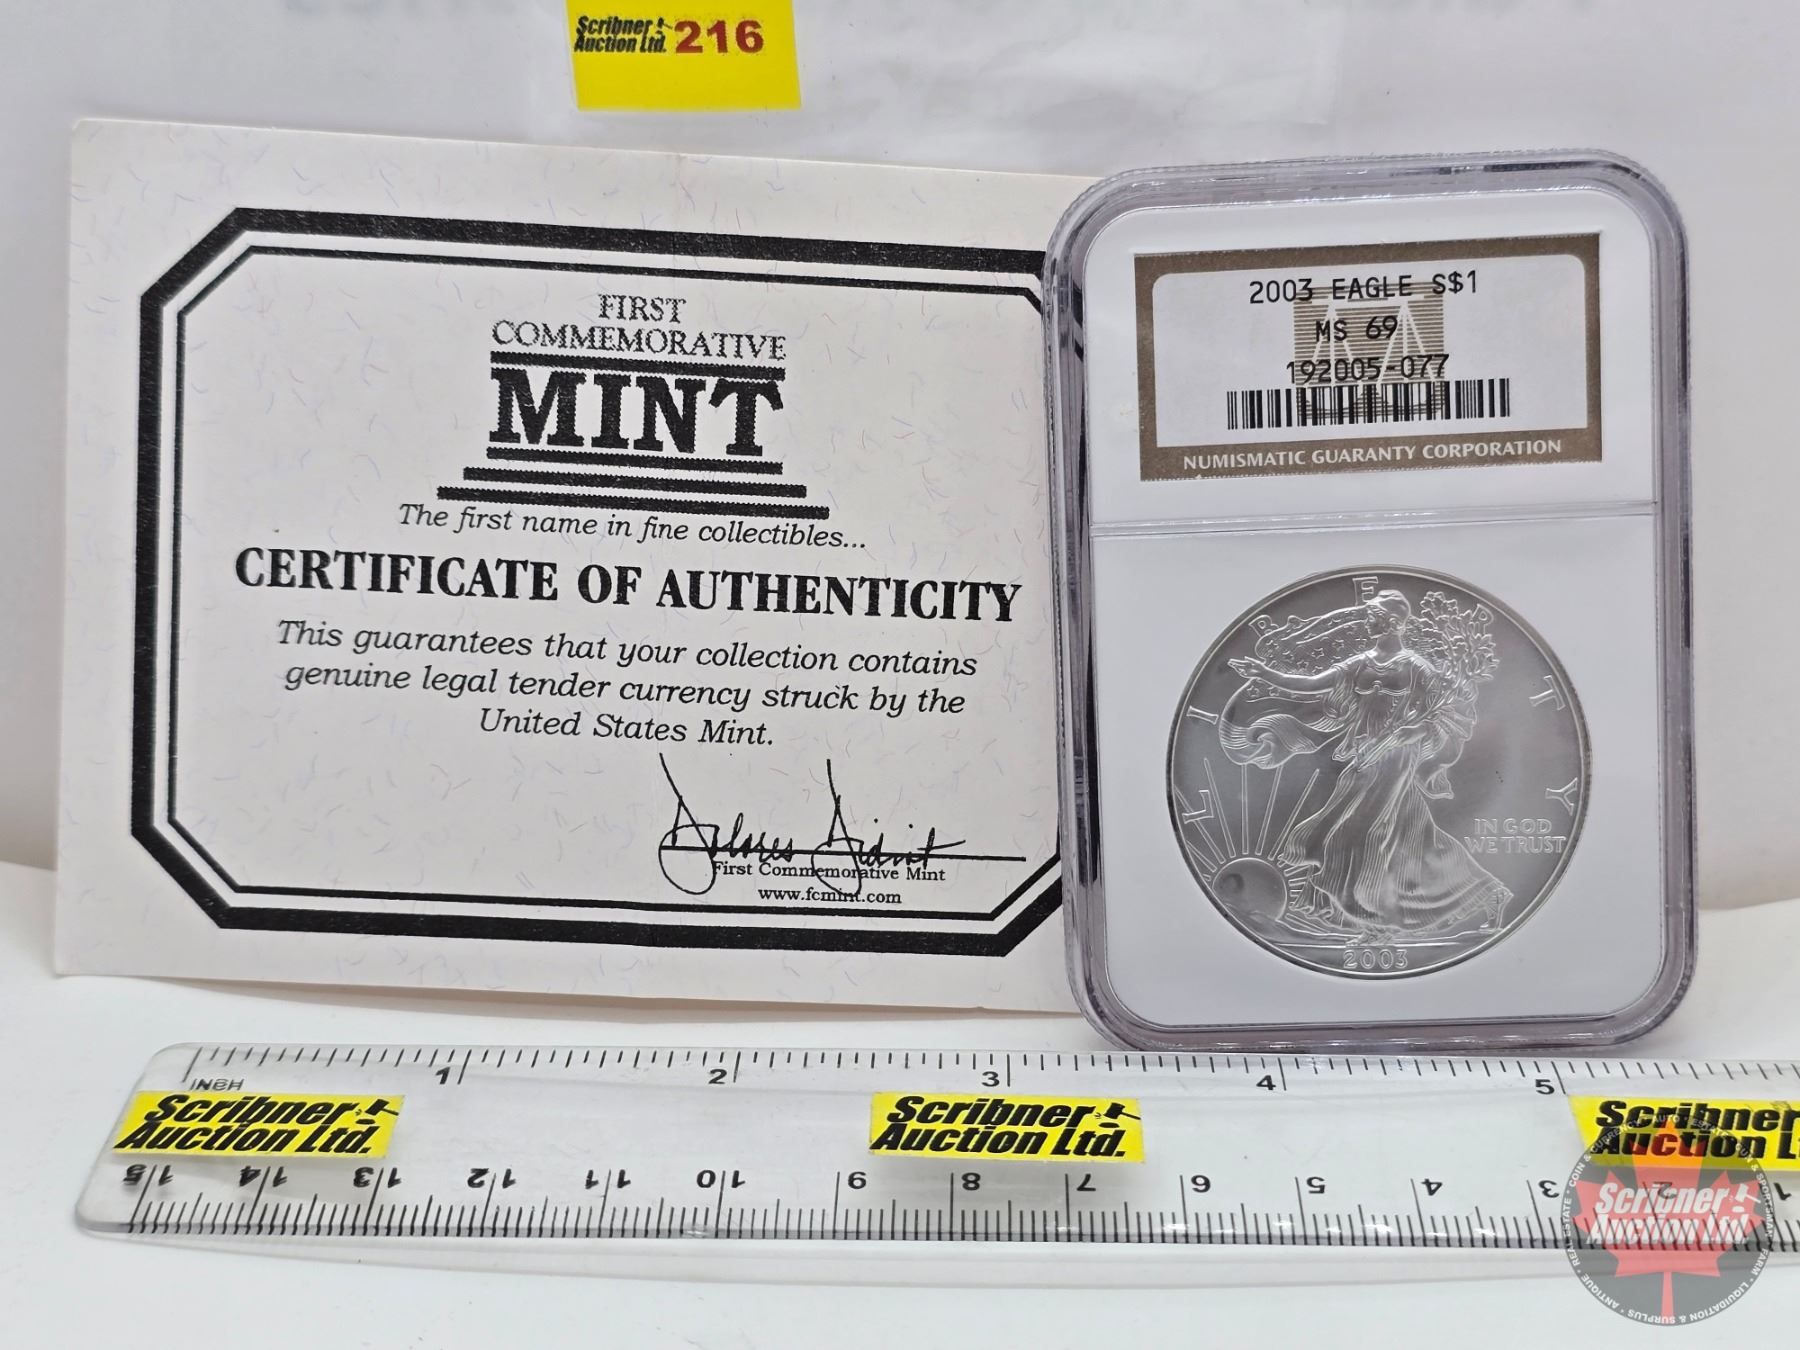 Scribner
Auction Ltd. 216
FIRST
COMMEMORATIVE
MINT
The first name in fine collectibles...
CERTIFICATE OF AUTHENTICITY
This guarantees that your collection contains
genuine legal tender currency struck by the
United States Mint.
First Commemorative Mint
www.fcmint.com
2003 EAGLE S$1
MS 69
192005-077
NUMISMATIC GUARANTY CORPORATION
LIBERTY
IN GOD
WE TRUST
2003
INCH 1 2 3 4 5
Scribner
Auction Ltd.
Scribner
Auction Ltd.
Scribner
Auction Lt
15 14 13 12 11 10 9 8 7 6 5 4 3 2 1
Scribner
Auction Ltd.